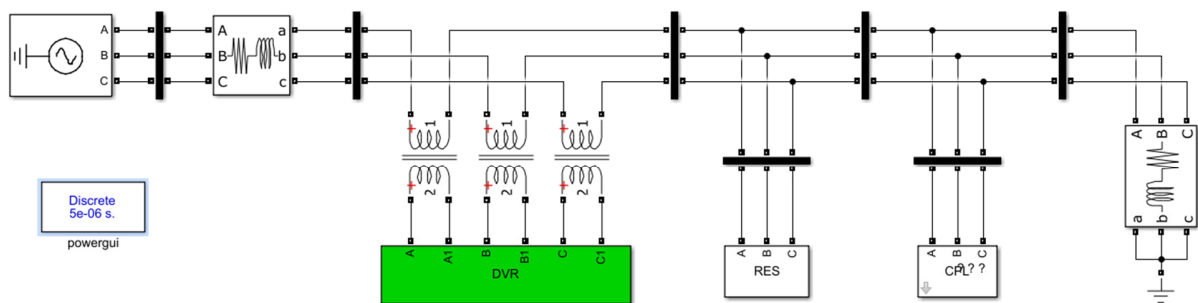 A
B
C
A
B
C
a
b
c
1
1
1
2
2
2
A
B
C
a
b
c
Discrete
5e-06 s.
powergui
A
A1
B
B1
C
C1
DVR
A
B
C
RES
A
B
C
CPL? ? ?